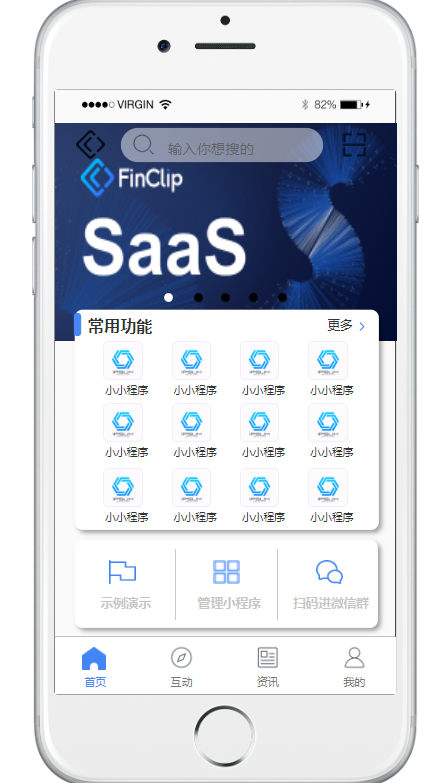 VIRGIN 82%
输入你想搜的
FinClip
SaaS
常用功能 更多
小小程序 小小程序 小小程序 小小程序
小小程序 小小程序 小小程序 小小程序
小小程序 小小程序 小小程序 小小程序
示例演示 管理小程序 扫码进微信群
首页 互动 资讯 我的